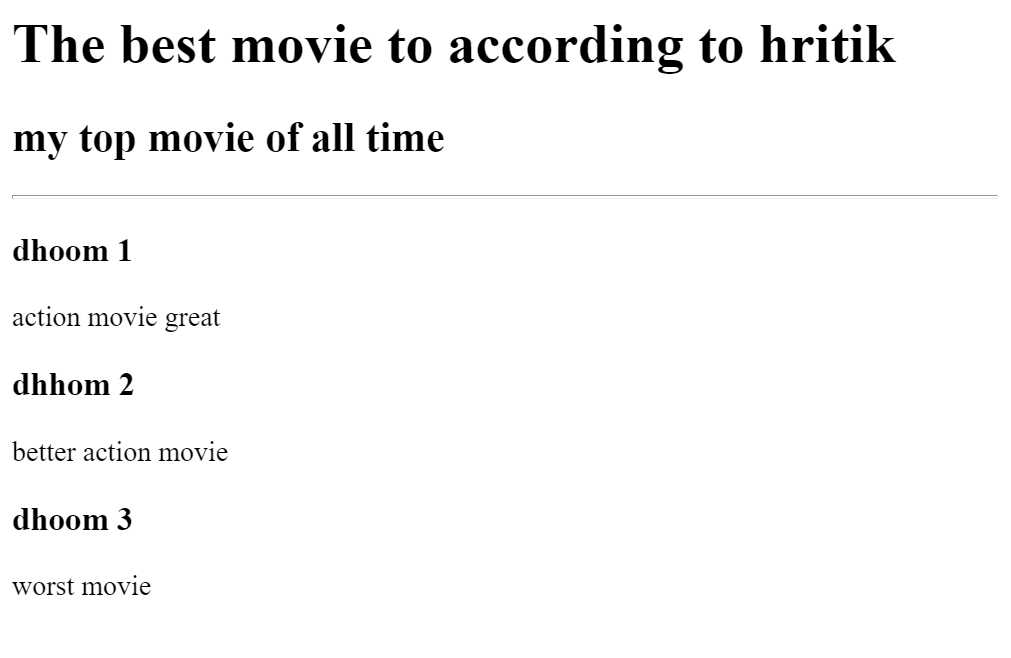 The best movie to according to hritik
my top movie of all time
dhoom 1
action movie great
dhhom 2
better action movie
dhoom 3
worst movie